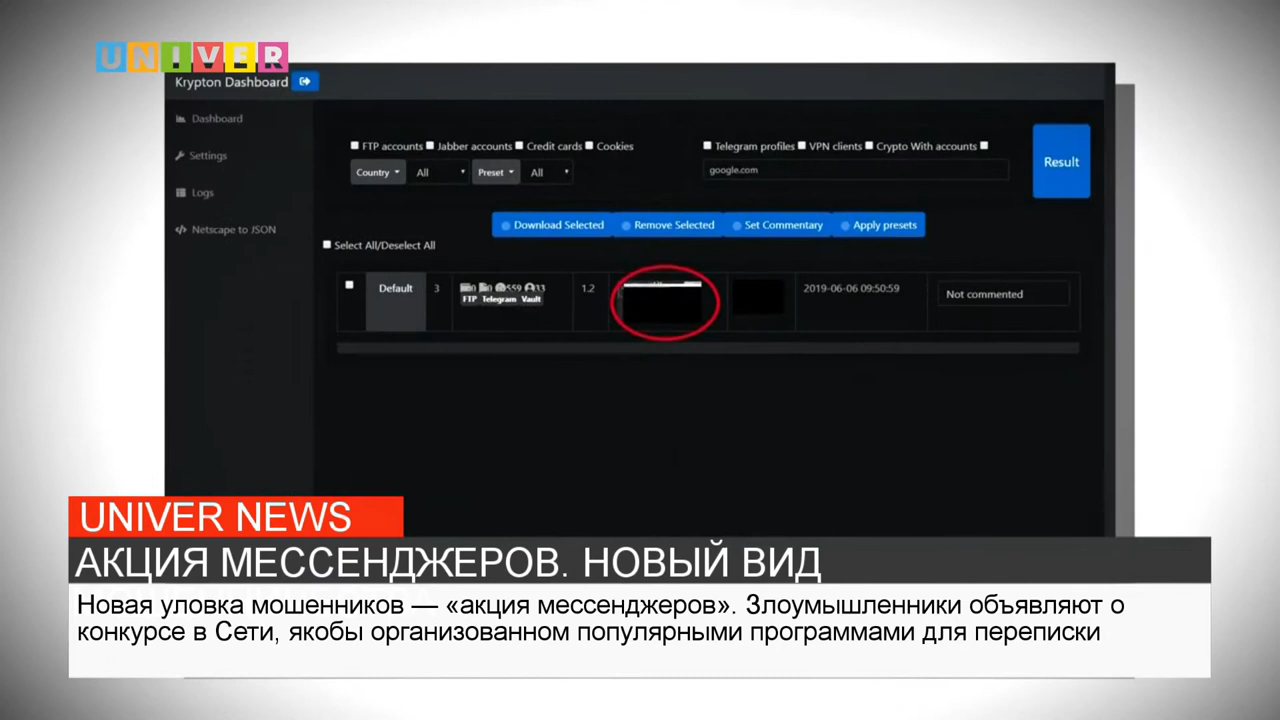 UNIVER
Krypton Dashboard
Dashboard
Settings
Logs
Netscape to JSON
FTP accounts Jabber accounts Credit cards Cookies
Telegram profiles VPN clients Crypto With accounts
Country All Preset All
google.com
Result
Download Selected Remove Selected Set Commentary Apply presets
Select All/Deselect All
Default 3 0 0 559 33 1.2 2019-06-06 09:50:59 Not commented
FTP Telegram Vault
UNIVER NEWS
АКЦИЯ МЕССЕНДЖЕРОВ. НОВЫЙ ВИД
Новая уловка мошенников — «акция мессенджеров». Злоумышленники объявляют о
конкурсе в Сети, якобы организованном популярными программами для переписки